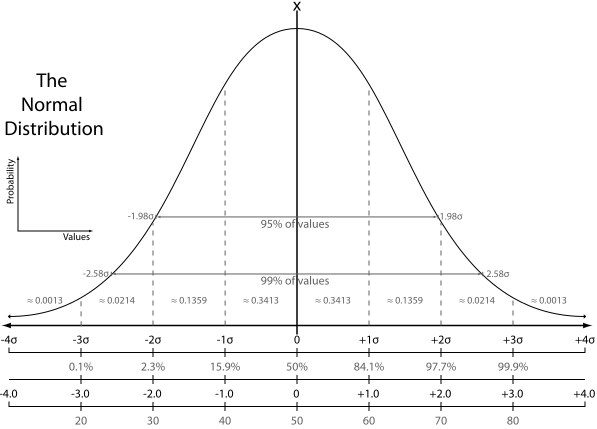 X
The
Normal
Distribution
Probability
Values
-1.98σ 1.98σ
95% of values
-2.58σ 2.58σ
99% of values
≈ 0.0013 ≈ 0.0214 ≈ 0.1359 ≈ 0.3413 ≈ 0.3413 ≈ 0.1359 ≈ 0.0214 ≈ 0.0013
-4σ -3σ -2σ -1σ 0 +1σ +2σ +3σ +4σ
0.1% 2.3% 15.9% 50% 84.1% 97.7% 99.9%
-4.0 -3.0 -2.0 -1.0 0 +1.0 +2.0 +3.0 +4.0
20 30 40 50 60 70 80